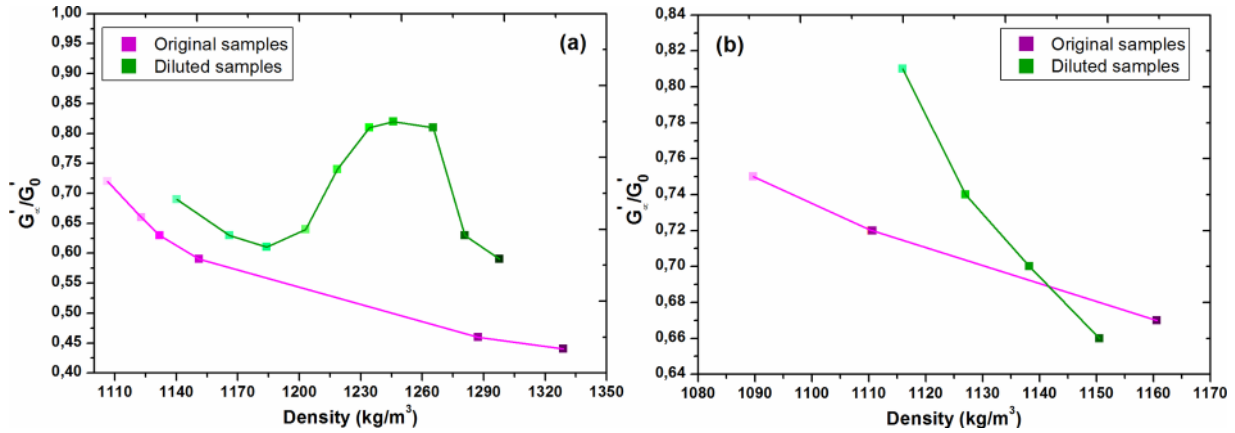 1,00
0,95
0,90
0,85
0,80
0,75
0,70
0,65
0,60
0,55
0,50
0,45
0,40
G'∝/G'0
Original samples
Diluted samples
(a)
1110 1140 1170 1200 1230 1260 1290 1320 1350
Density (kg/m³)
0,84
0,82
0,80
0,78
0,76
0,74
0,72
0,70
0,68
0,66
0,64
G'∝/G'0
(b)
Original samples
Diluted samples
1080 1090 1100 1110 1120 1130 1140 1150 1160 1170
Density (kg/m³)